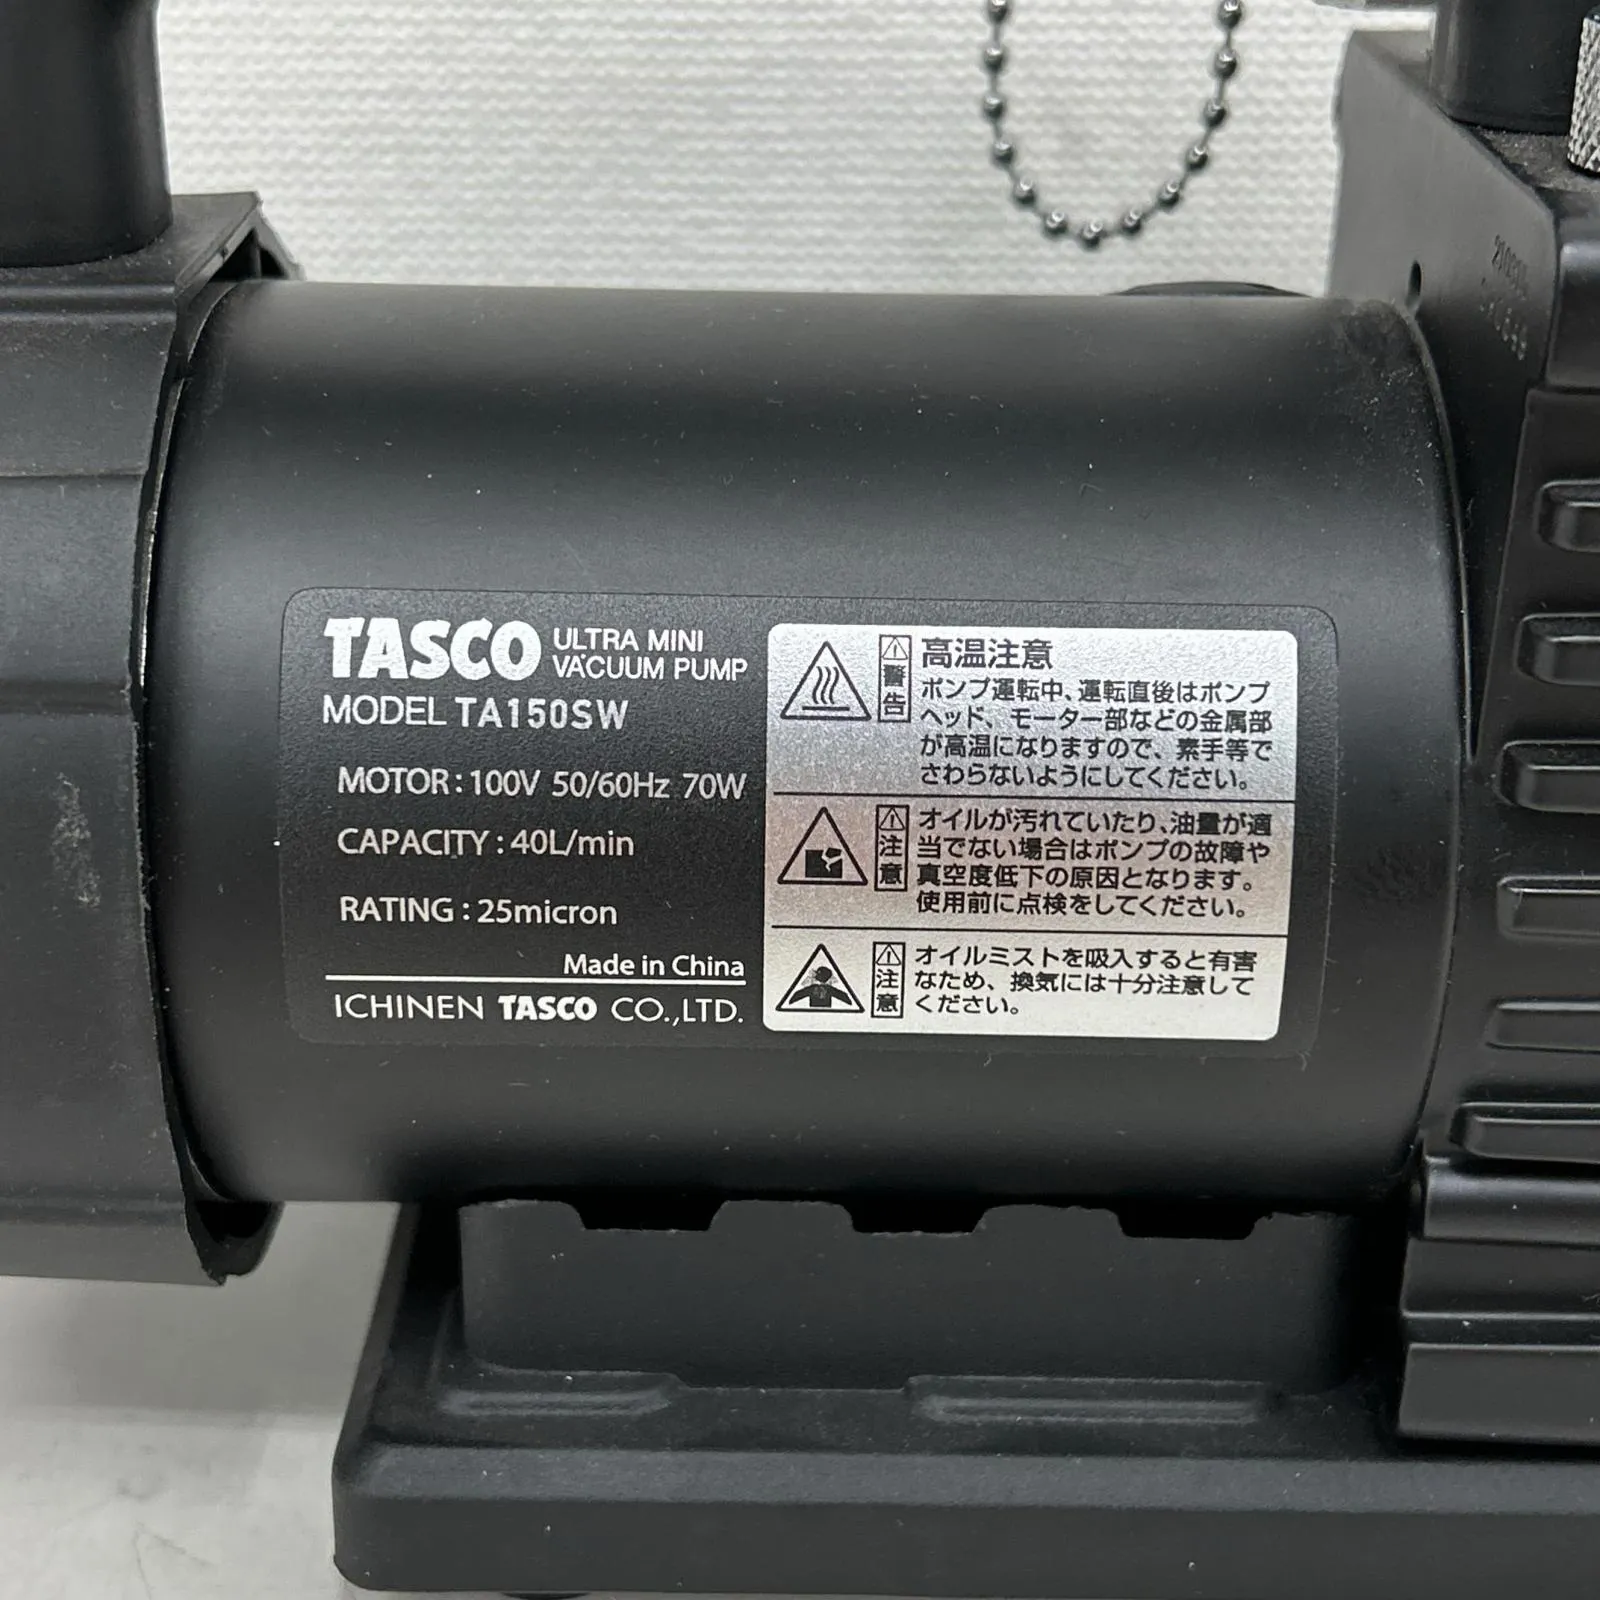 TASCO ULTRA MINI
VACUUM PUMP
MODEL TA150SW
MOTOR : 100V 50/60Hz 70W
CAPACITY : 40L/min
RATING : 25micron
Made in China
ICHINEN TASCO CO.,LTD.
警告
高温注意
ポンプ運転中、運転直後はポンプ
ヘッド、モーター部などの金属部
が高温になりますので、素手等で
さわらないようにしてください。
注意
オイルが汚れていたり、油量が適
当でない場合はポンプの故障や
真空度低下の原因となります。
使用前に点検をしてください。
注意
オイルミストを吸入すると有害
なため、換気には十分注意して
ください。